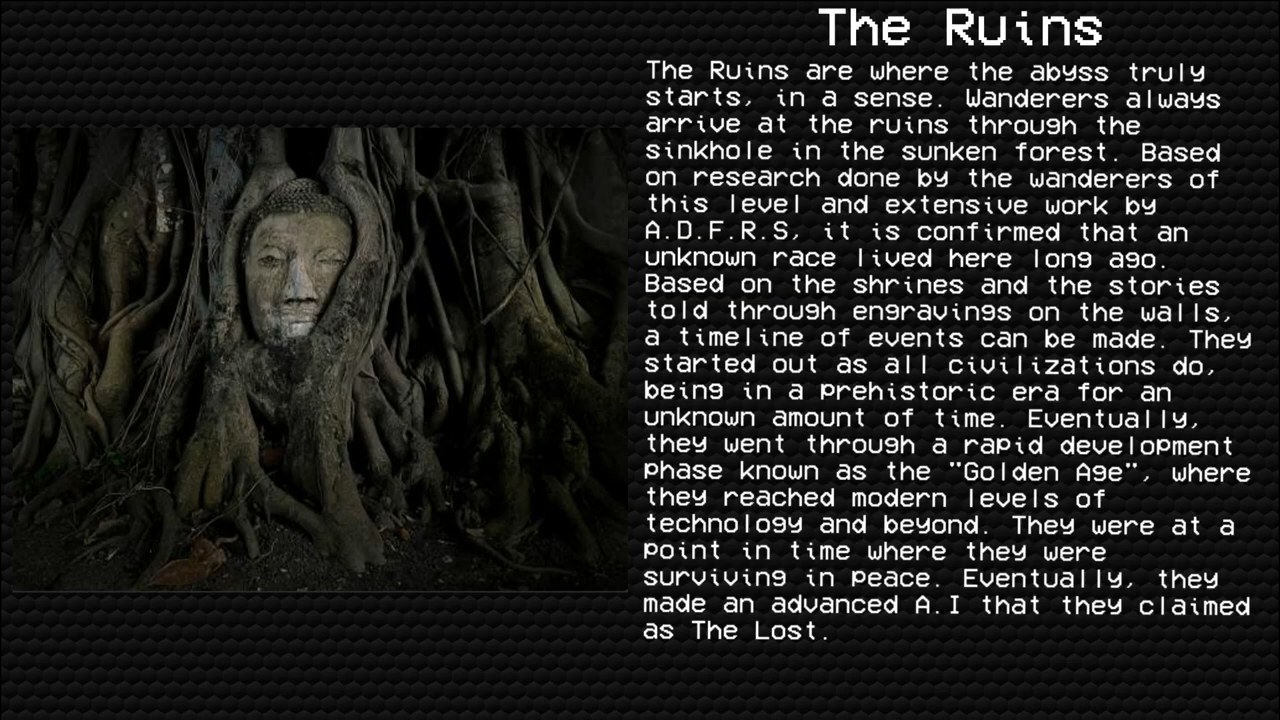 The Ruins
The Ruins are where the abyss truly
starts, in a sense. Wanderers always
arrive at the ruins through the
sinkhole in the sunken forest. Based
on research done by the wanderers of
this level and extensive work by
A.D.F.R.S, it is confirmed that an
unknown race lived here long ago.
Based on the shrines and the stories
told through engravings on the walls,
a timeline of events can be made. They
started out as all civilizations do,
being in a prehistoric era for an
unknown amount of time. Eventually,
they went through a rapid development
phase known as the "Golden Age", where
they reached modern levels of
technology and beyond. They were at a
point in time where they were
surviving in peace. Eventually, they
made an advanced A.I that they claimed
as The Lost.